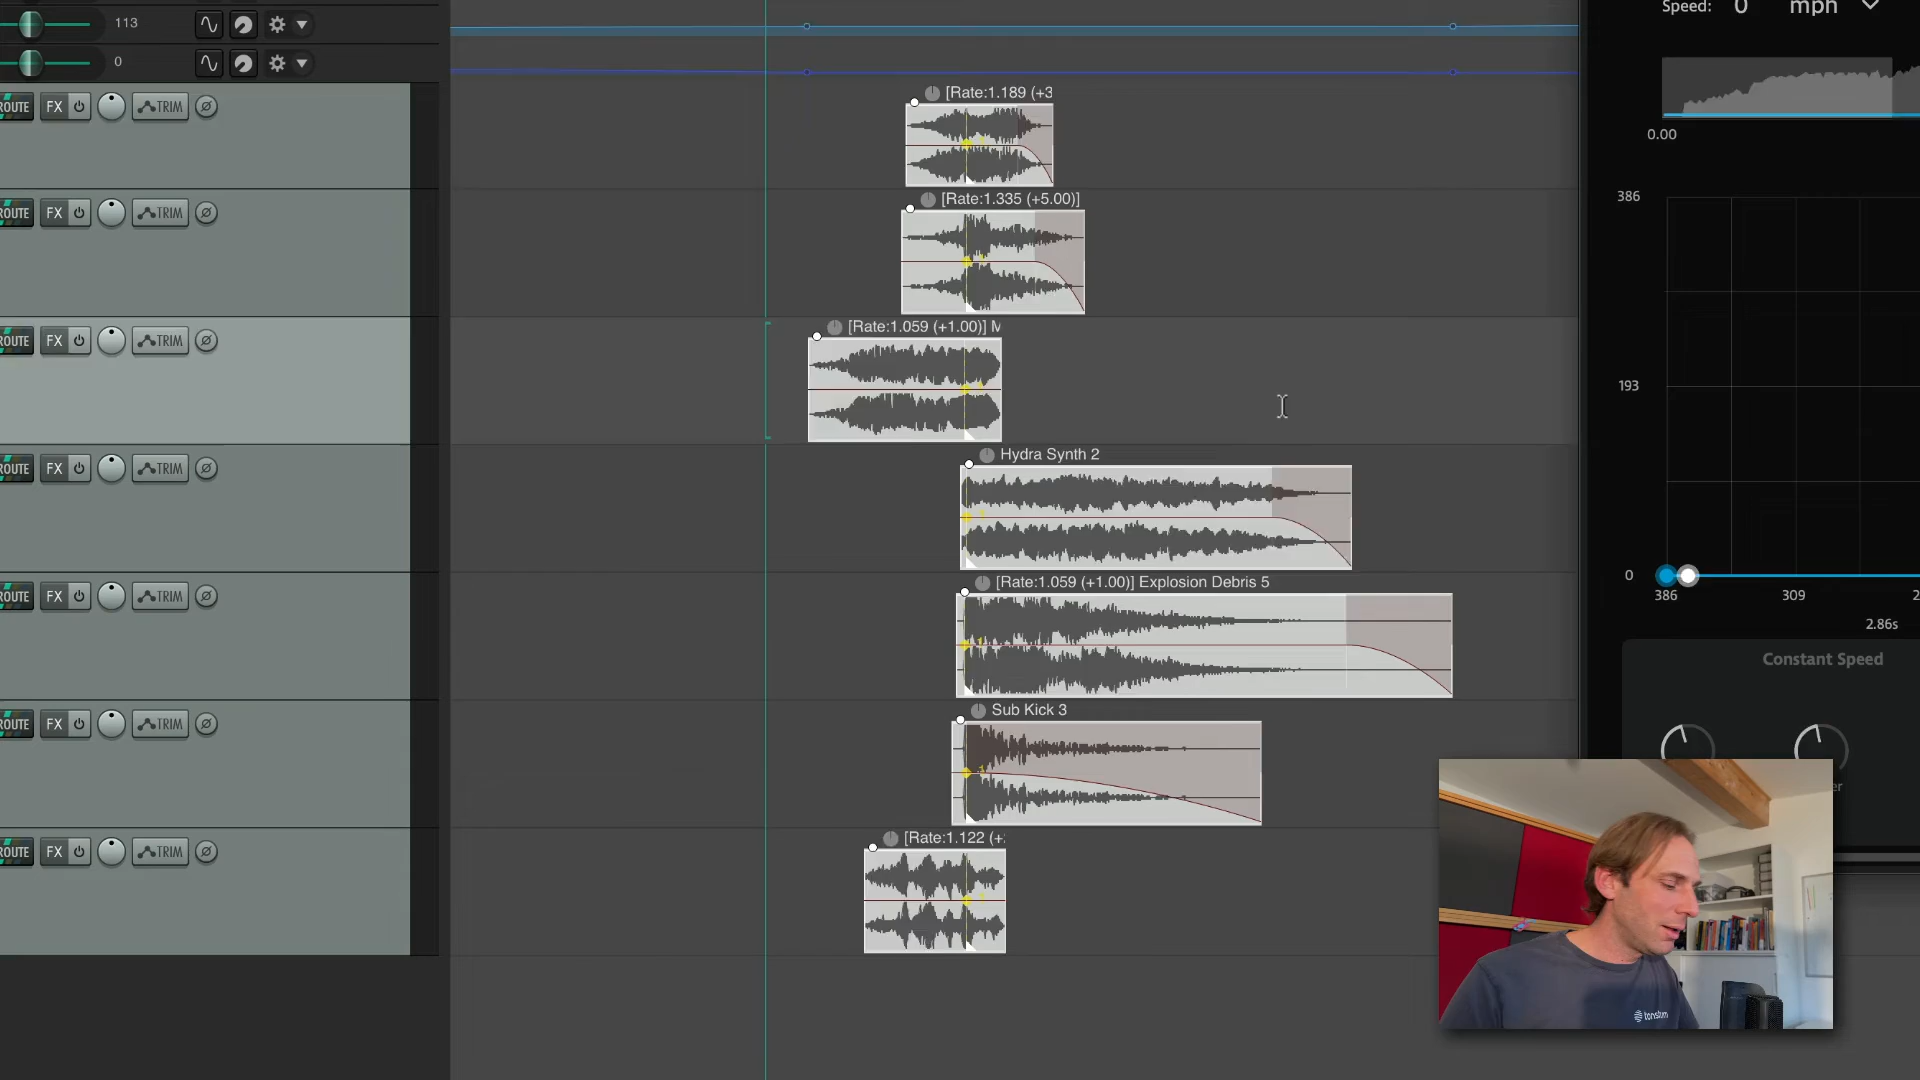 113
Speed: 0 mph
0
[Rate:1.189 (+3
ROUTE FX TRIM
0.00
[Rate:1.335 (+5.00)]
386
ROUTE FX TRIM
[Rate:1.059 (+1.00)] M
ROUTE FX TRIM
193
Hydra Synth 2
ROUTE FX TRIM
[Rate:1.059 (+1.00)] Explosion Debris 5
0
ROUTE FX TRIM
386 309 2
2.86s
Constant Speed
Sub Kick 3
ROUTE FX TRIM
er
[Rate:1.122 (+
ROUTE FX TRIM
tonsturm